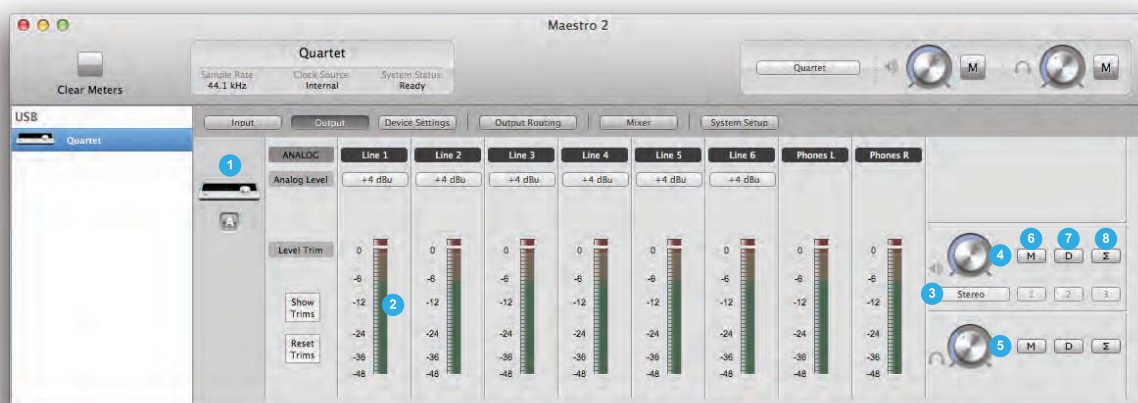 Maestro 2
Quartet
Sample Rate Clock Source System Status
44.1 kHz Internal Ready
Clear Meters
Quartet M M
USB
Quartet
Input Output Device Settings Output Routing Mixer System Setup
1
A
ANALOG Line 1 Line 2 Line 3 Line 4 Line 5 Line 6 Phones L Phones R
Analog Level +4 dBu +4 dBu +4 dBu +4 dBu +4 dBu +4 dBu
Level Trim
0 0 0 0 0 0 0 0
-6 -6 -6 -6 -6 -6 -6 -6
-12 -12 -12 -12 -12 -12 -12 -12
-24 -24 -24 -24 -24 -24 -24 -24
-36 -36 -36 -36 -36 -36 -36 -36
-48 -48 -48 -48 -48 -48 -48 -48
Show
Trims
Reset
Trims
2
6 7 8
4 M D Σ
3 Stereo 1 2 3
5 M D Σ